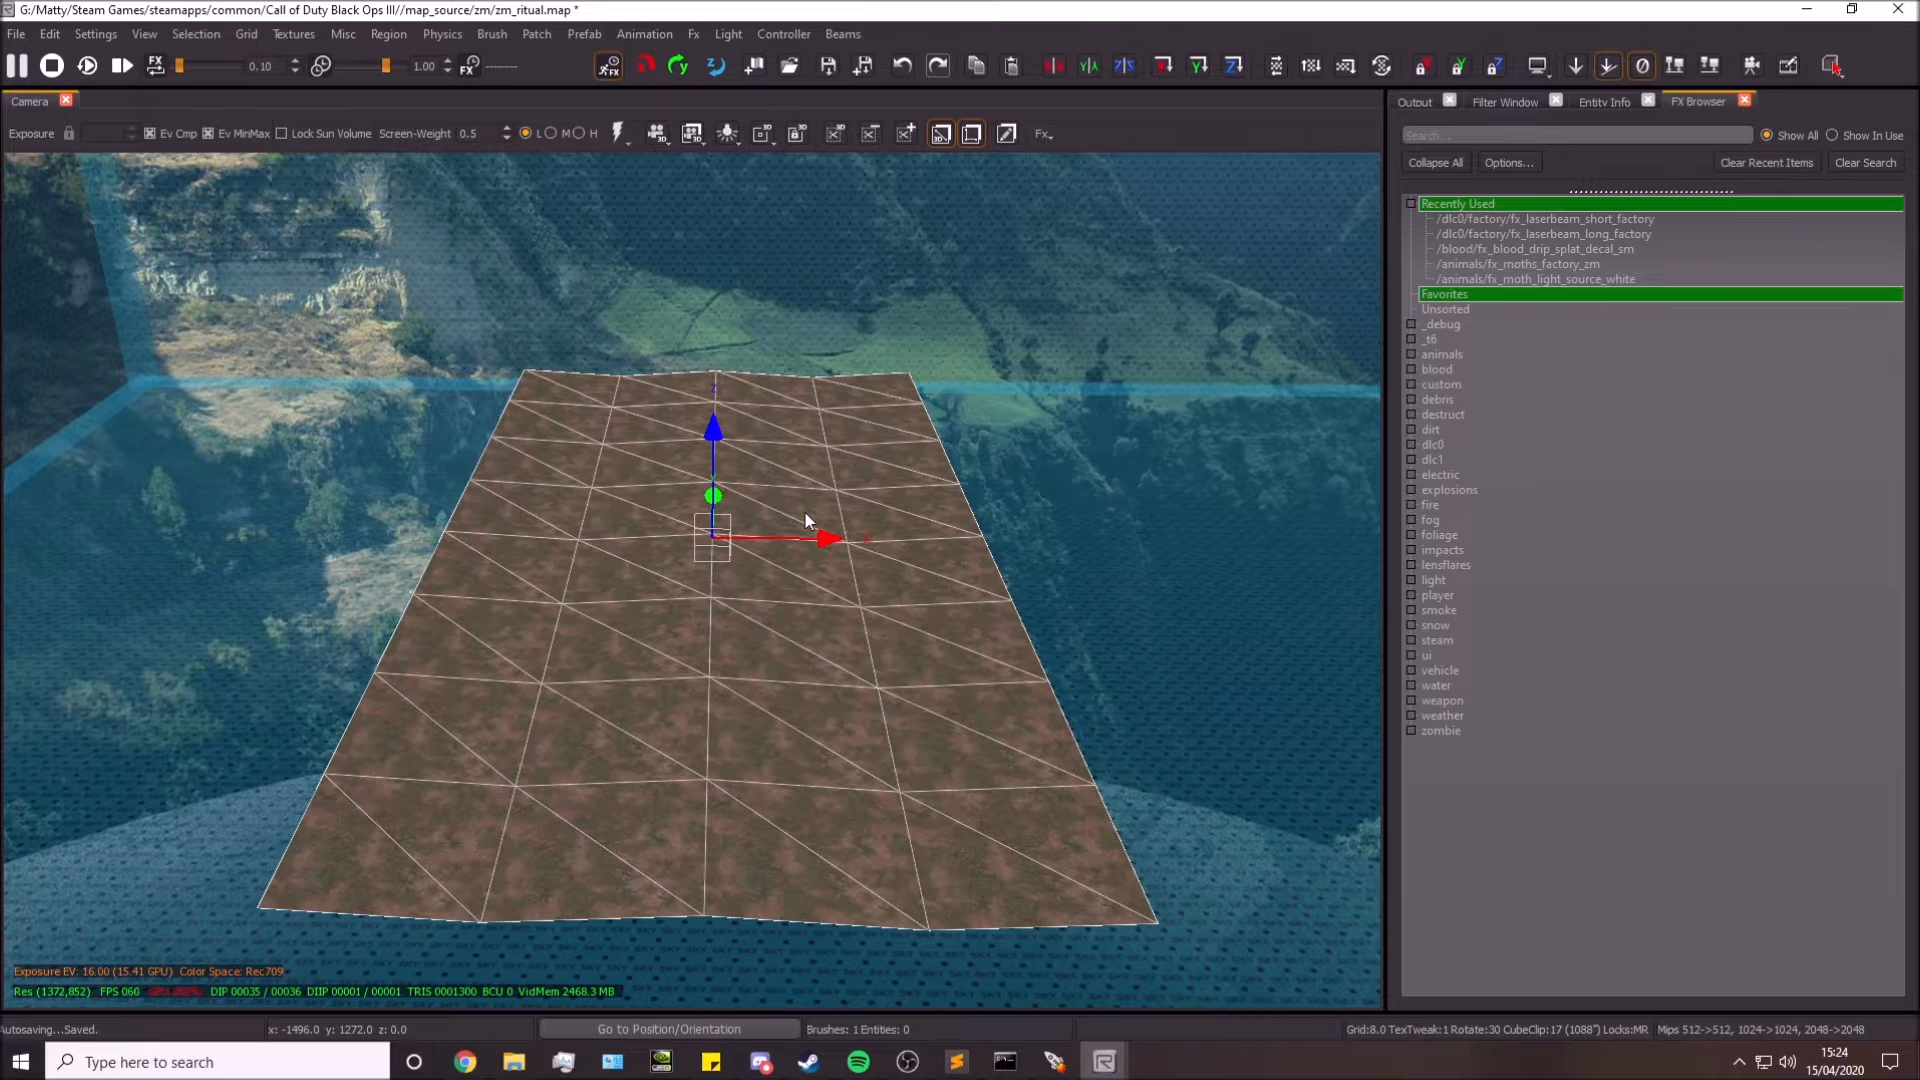 G:/Matty/Steam Games/steamapps/common/Call of Duty Black Ops III//map_source/zm/zm_ritual.map *
File Edit Settings View Selection Grid Textures Misc Region Physics Brush Patch Prefab Animation Fx Light Controller Beams
FX 0.10 1.00 FX
Camera
Output Filter Window Entity Info FX Browser
Exposure Ev Cmp Ev MinMax Lock Sun Volume Screen-Weight 0.5 L M H Fx
Search... Show All Show In Use
Collapse All Options... Clear Recent Items Clear Search
Recently Used
/dlc0/factory/fx_laserbeam_short_factory
/dlc0/factory/fx_laserbeam_long_factory
/blood/fx_blood_drip_splat_decal_sm
/animals/fx_moths_factory_zm
/animals/fx_moth_light_source_white
Favorites
Unsorted
_debug
_t6
animals
blood
custom
debris
destruct
dirt
dlc0
dlc1
electric
explosions
fire
fog
foliage
impacts
lensflares
light
player
smoke
snow
steam
ui
vehicle
water
weapon
weather
zombie
Exposure EV: 16.00 (15.41 GPU) Color Space: Rec709
Res (1372,852) FPS 060 DIP 00035 / 00036 DIIP 00001 / 00001 TRIS 0001300 BCU 0 VidMem 2468.3 MB
Autosaving...Saved. x: -1496.0 y: 1272.0 z: 0.0 Go to Position/Orientation Brushes: 1 Entities: 0 Grid:8.0 TexTweak:1 Rotate:30 CubeClip:17 (1088") Locks:MR Mips 512->512, 1024->1024, 2048->2048
Type here to search
15:24
15/04/2020